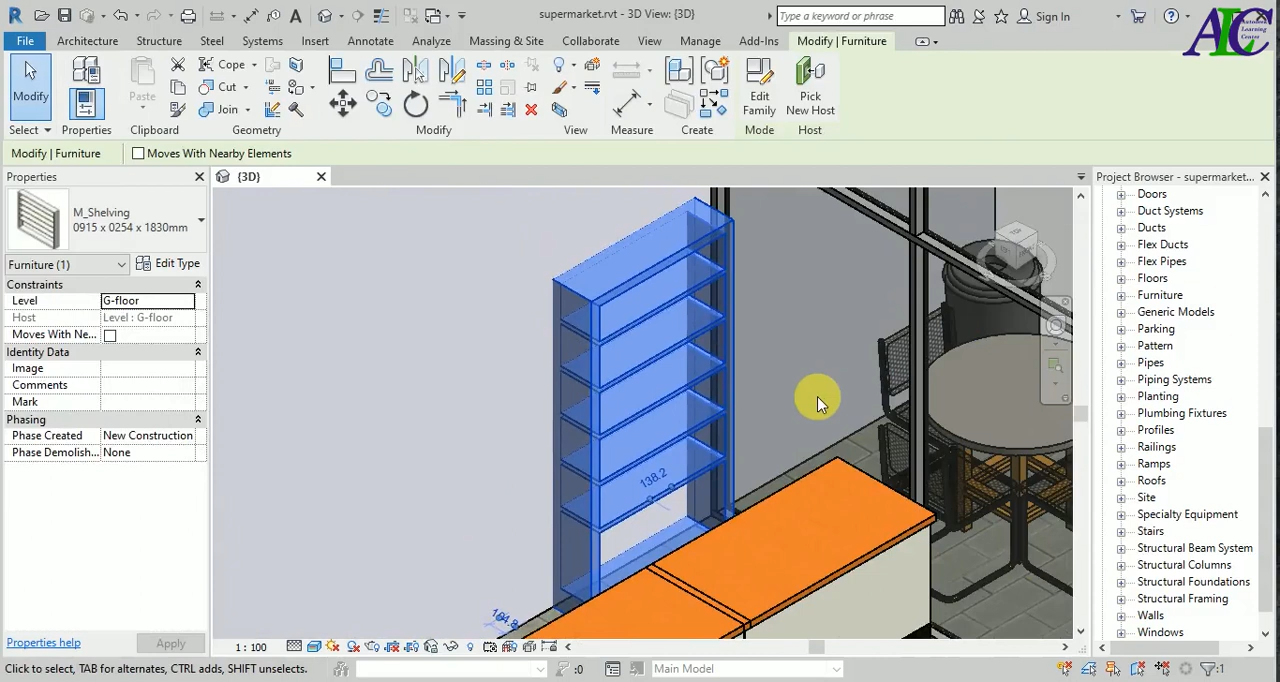 supermarket.rvt - 3D View: {3D}
Type a keyword or phrase
Sign In
ALC
File
Architecture
Structure
Steel
Systems
Insert
Annotate
Analyze
Massing & Site
Collaborate
View
Manage
Add-Ins
Modify | Furniture
Modify
Paste
Cope
Cut
Join
Edit
Family
Pick
New Host
Select
Properties
Clipboard
Geometry
Modify
View
Measure
Create
Mode
Host
Modify | Furniture
Moves With Nearby Elements
Properties
M_Shelving
0915 x 0254 x 1830mm
Furniture (1)
Edit Type
Constraints
Level
G-floor
Host
Level : G-floor
Moves With Ne...
Identity Data
Image
Comments
Mark
Phasing
Phase Created
New Construction
Phase Demolish...
None
Properties help
Apply
{3D}
138.2
1 : 100
Project Browser - supermarket...
Doors
Duct Systems
Ducts
Flex Ducts
Flex Pipes
Floors
Furniture
Generic Models
Parking
Pattern
Pipes
Piping Systems
Planting
Plumbing Fixtures
Profiles
Railings
Ramps
Roofs
Site
Specialty Equipment
Stairs
Structural Beam System
Structural Columns
Structural Foundations
Structural Framing
Walls
Windows
Click to select, TAB for alternates, CTRL adds, SHIFT unselects.
:0
Main Model
:1